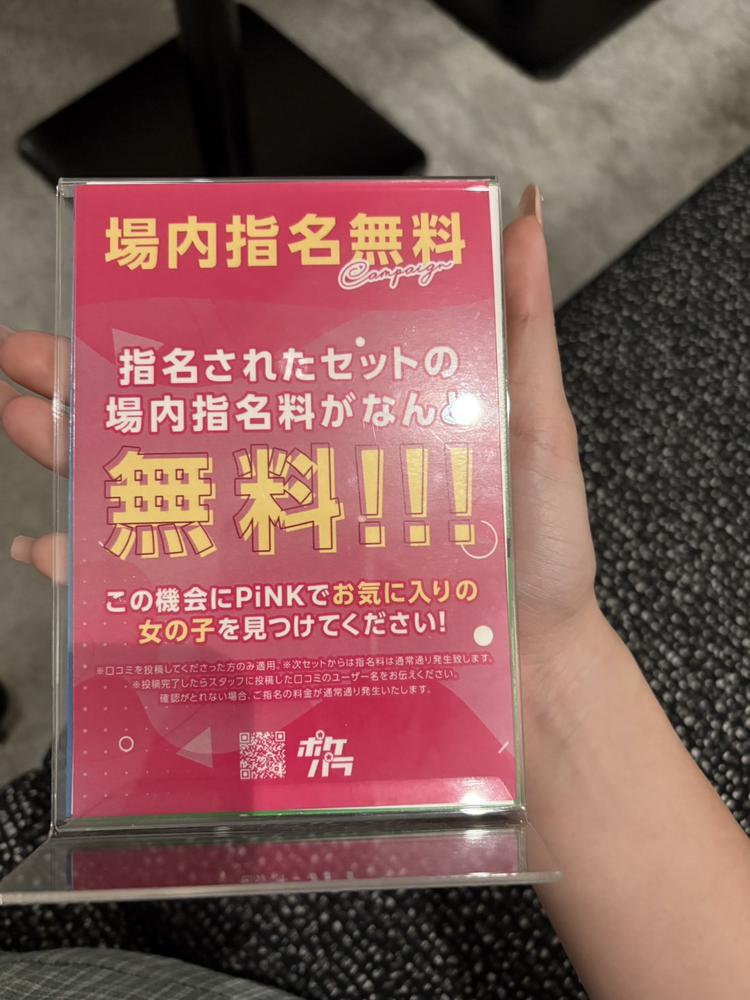 場内指名無料
Campaign
指名されたセットの
場内指名料がなんと
無料!!!
この機会にPiNKでお気に入りの
女の子を見つけてください!
※口コミを投稿してくださった方のみ適用。※次セットからは指名料は通常通り発生致します。
※投稿完了したらスタッフに投稿した口コミのユーザー名をお伝えください。
確認がとれない場合、ご指名の料金が通常通り発生いたします。
ポケパラ